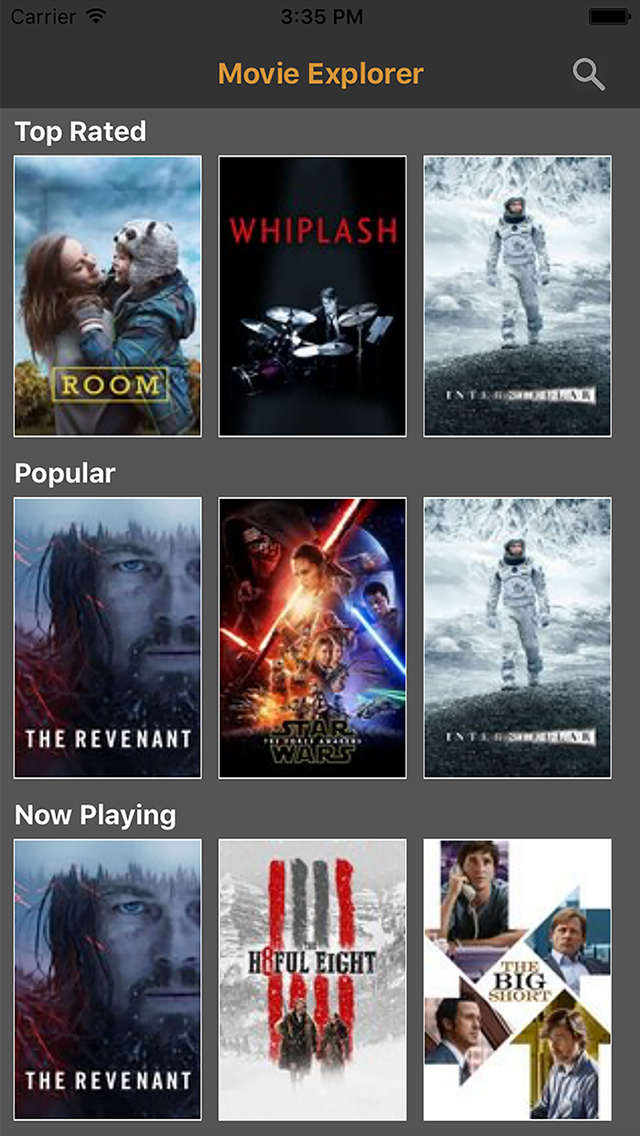 Carrier 3:35 PM
Movie Explorer
Top Rated
ROOM
WHIPLASH
INTERSTELLAR
Popular
THE REVENANT
STAR
THE FORCE AWAKENS
WARS
INTERSTELLAR
Now Playing
THE REVENANT
THE
H8FUL EIGHT
THE
BIG
SHORT